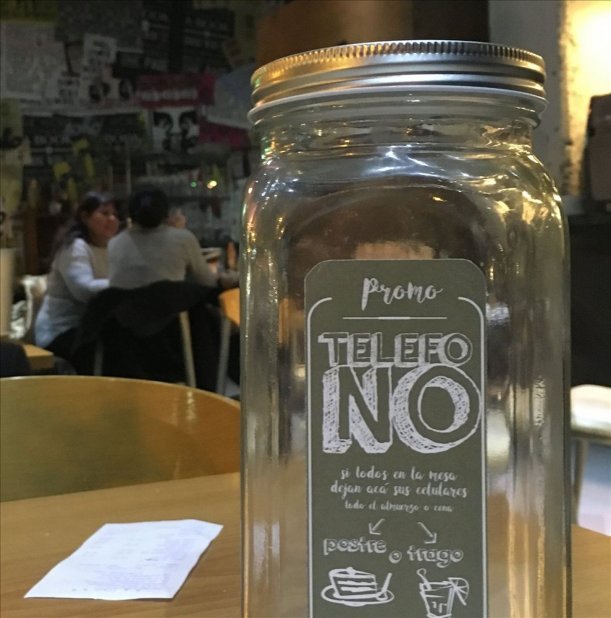 Promo
TELEFO
NO
si todos en la mesa
dejan acá sus celulares
todo el almuerzo o cena
postre o trago